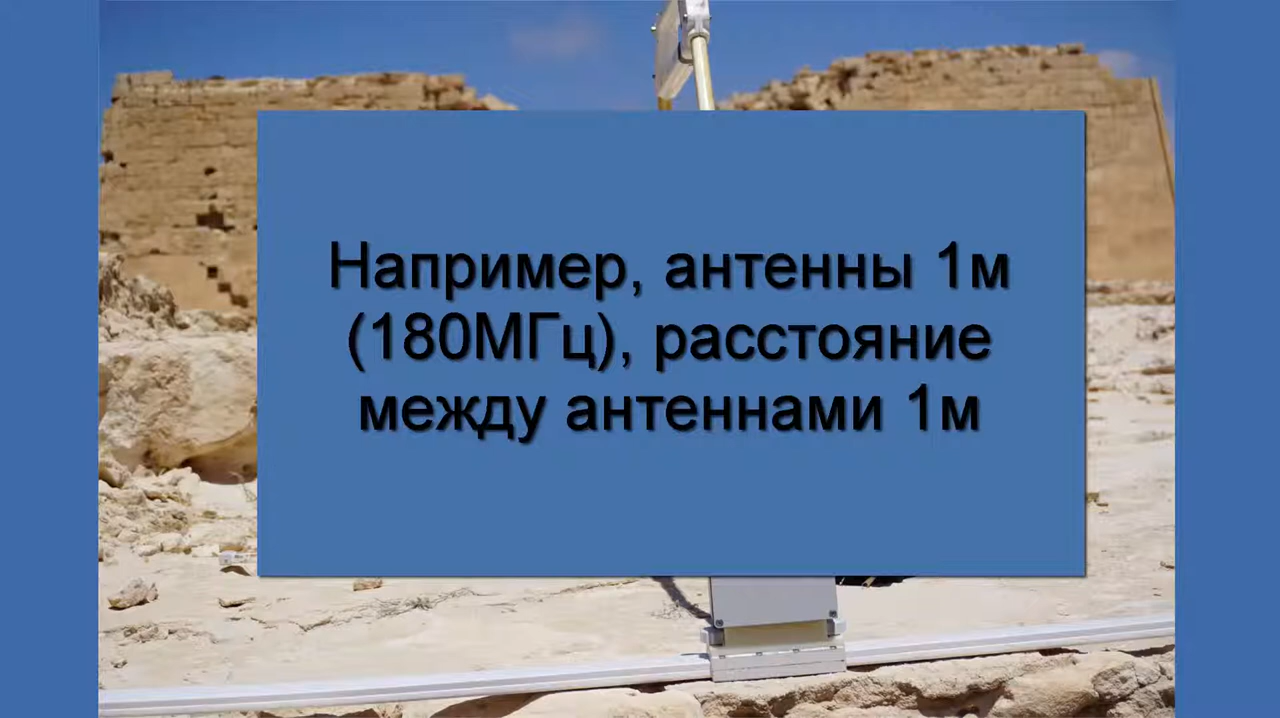 Например, антенны 1м
(180МГц), расстояние
между антеннами 1м